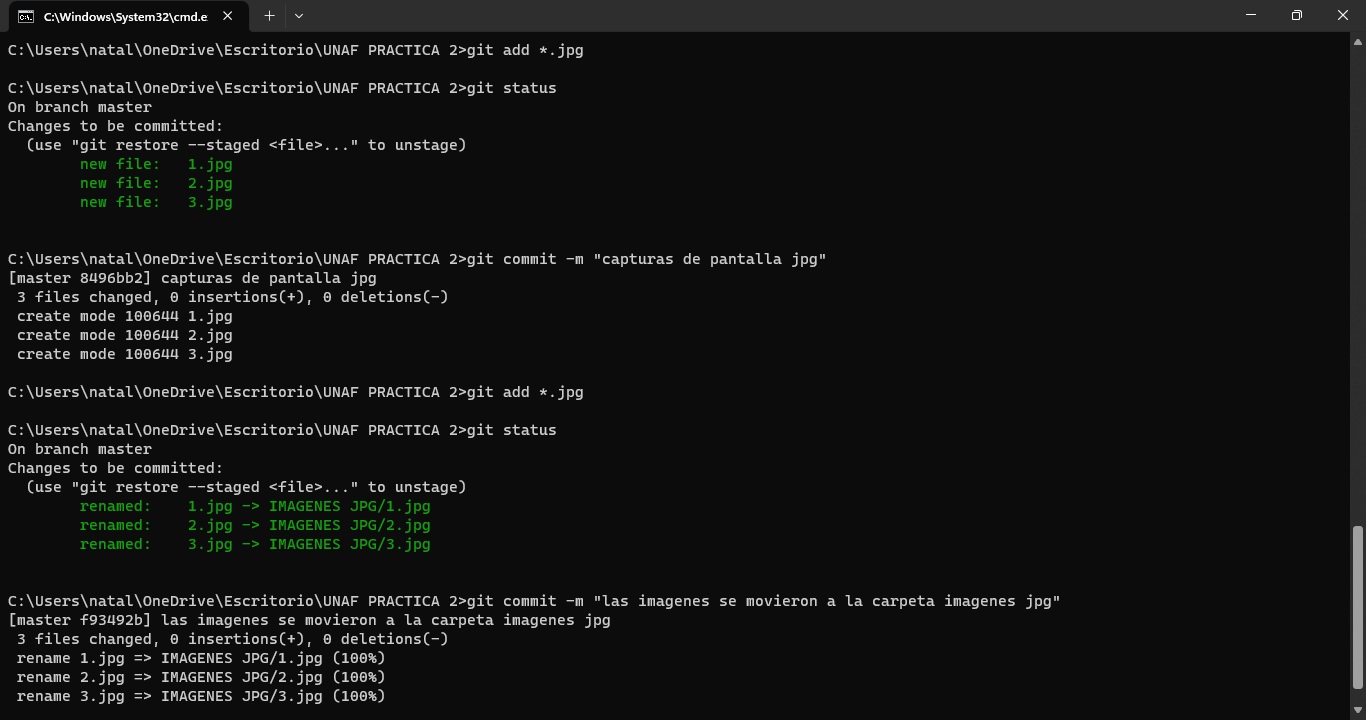 C:\Windows\System32\cmd.e
C:\Users\natal\OneDrive\Escritorio\UNAF PRACTICA 2>git add *.jpg
C:\Users\natal\OneDrive\Escritorio\UNAF PRACTICA 2>git status
On branch master
Changes to be committed:
  (use "git restore --staged <file>..." to unstage)
        new file:   1.jpg
        new file:   2.jpg
        new file:   3.jpg
C:\Users\natal\OneDrive\Escritorio\UNAF PRACTICA 2>git commit -m "capturas de pantalla jpg"
[master 8496bb2] capturas de pantalla jpg
 3 files changed, 0 insertions(+), 0 deletions(-)
 create mode 100644 1.jpg
 create mode 100644 2.jpg
 create mode 100644 3.jpg
C:\Users\natal\OneDrive\Escritorio\UNAF PRACTICA 2>git add *.jpg
C:\Users\natal\OneDrive\Escritorio\UNAF PRACTICA 2>git status
On branch master
Changes to be committed:
  (use "git restore --staged <file>..." to unstage)
        renamed:    1.jpg -> IMAGENES JPG/1.jpg
        renamed:    2.jpg -> IMAGENES JPG/2.jpg
        renamed:    3.jpg -> IMAGENES JPG/3.jpg
C:\Users\natal\OneDrive\Escritorio\UNAF PRACTICA 2>git commit -m "las imagenes se movieron a la carpeta imagenes jpg"
[master f93492b] las imagenes se movieron a la carpeta imagenes jpg
 3 files changed, 0 insertions(+), 0 deletions(-)
 rename 1.jpg => IMAGENES JPG/1.jpg (100%)
 rename 2.jpg => IMAGENES JPG/2.jpg (100%)
 rename 3.jpg => IMAGENES JPG/3.jpg (100%)